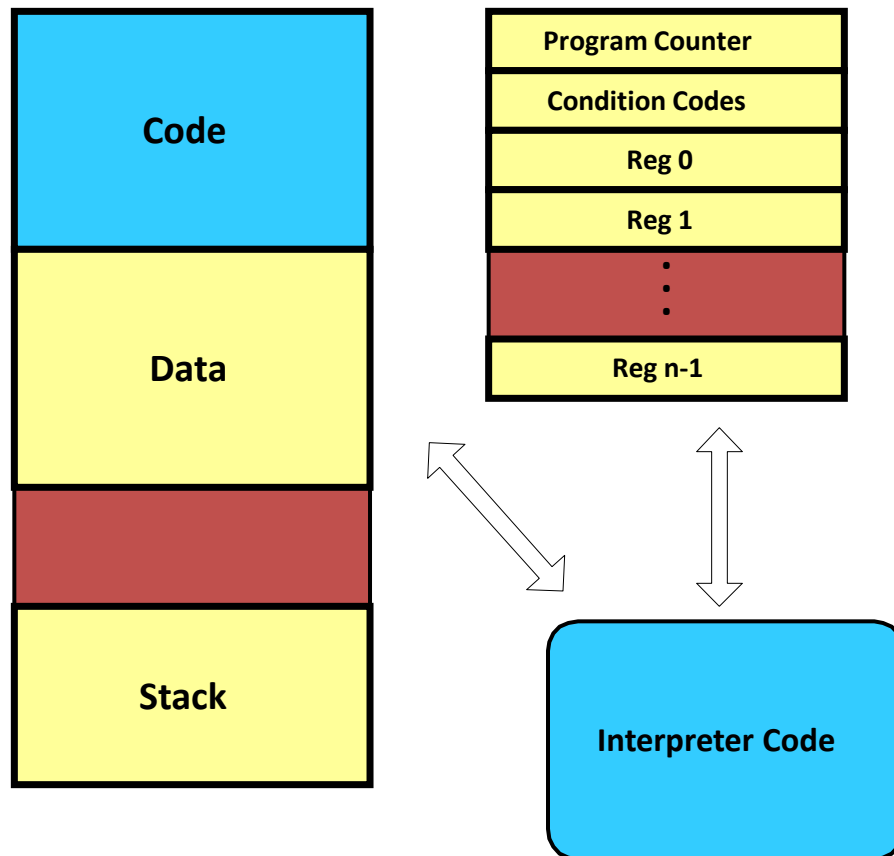 Code
Data
Stack
Program Counter
Condition Codes
Reg 0
Reg 1
Reg n-1
Interpreter Code